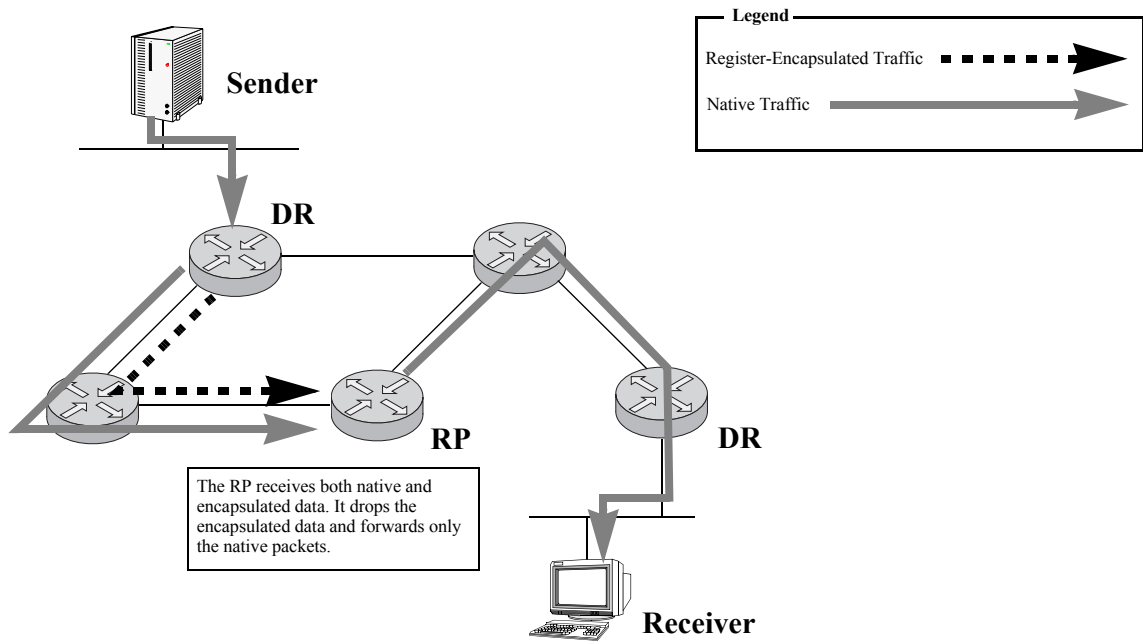 Legend
Register-Encapsulated Traffic
Native Traffic
Sender
DR
RP
DR
The RP receives both native and
encapsulated data. It drops the
encapsulated data and forwards only
the native packets.
Receiver